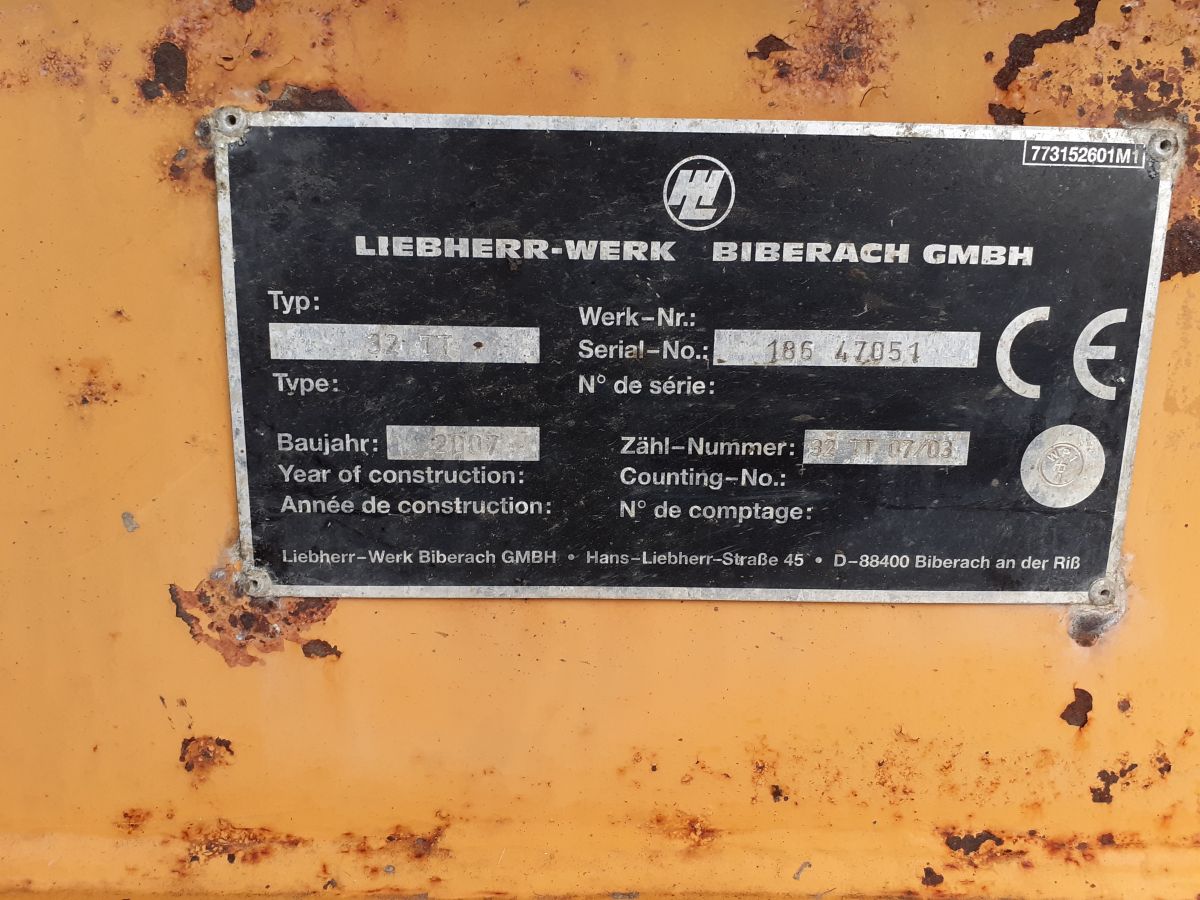 773152601M1
LIEBHERR-WERK BIBERACH GMBH
Typ:
32 TT
Type:
Werk-Nr.:
Serial-No.: 186 47051
N° de série:
CE
Baujahr: 2007
Year of construction:
Année de construction:
Zähl-Nummer: 32 TT 07/03
Counting-No.:
N° de comptage:
Liebherr-Werk Biberach GMBH • Hans-Liebherr-Straße 45 • D-88400 Biberach an der Riß